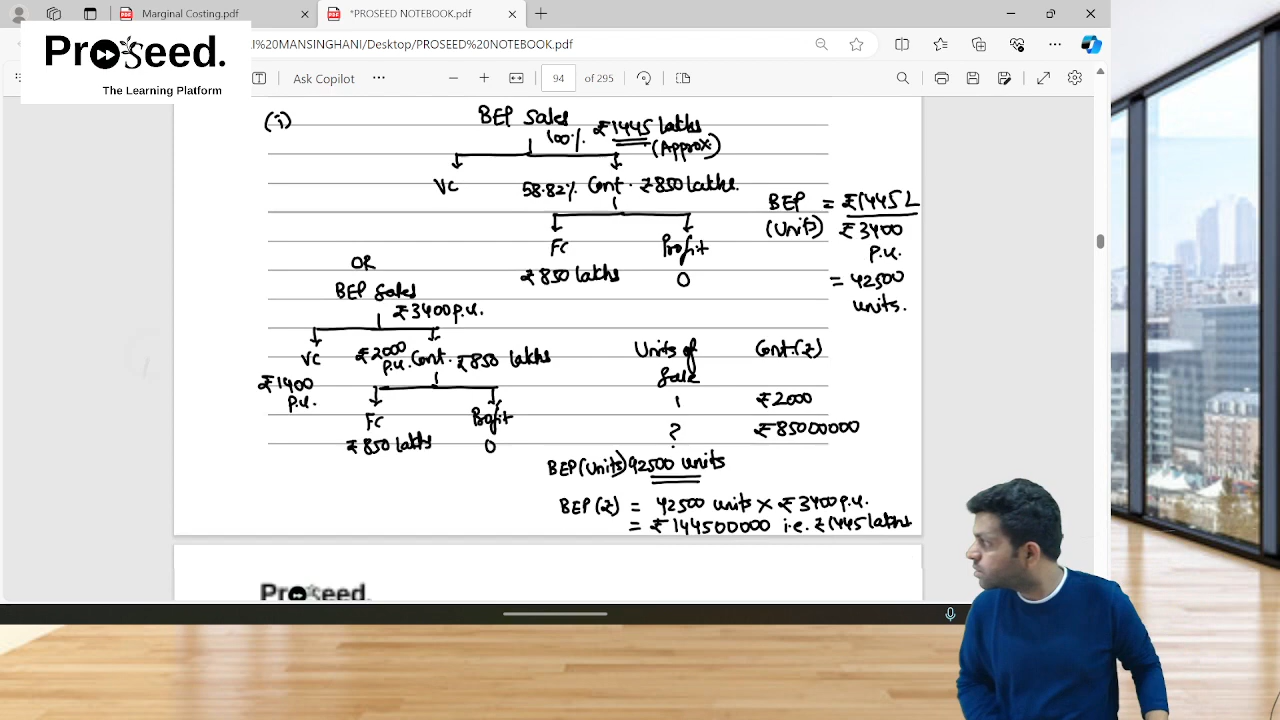 Marginal Costing.pdf
*PROSEED NOTEBOOK.pdf
Proseed.
The Learning Platform
I%20MANSINGHANI/Desktop/PROSEED%20NOTEBOOK.pdf
Ask Copilot
94 of 295
(i)
BEP Sales
100% ₹1445 lakhs
(Approx.)
VC 58.82% Cont. ₹850 Lakhs.
FC Profit
₹850 lakhs 0
BEP = ₹1445 L
(Units) ₹3400
p.u.
= 42500
units.
OR
BEP Sales
₹3400 p.u.
VC ₹2000 Cont. ₹850 lakhs
p.u.
₹1400
p.u.
FC Profit
₹850 lakhs 0
Units of Cont.(₹)
Sale
1 ₹2000
? ₹85000000
BEP(Units) 42500 units
BEP (₹) = 42500 units × ₹3400 p.u.
= ₹144500000 i.e. ₹1445 lakhs
Proseed.